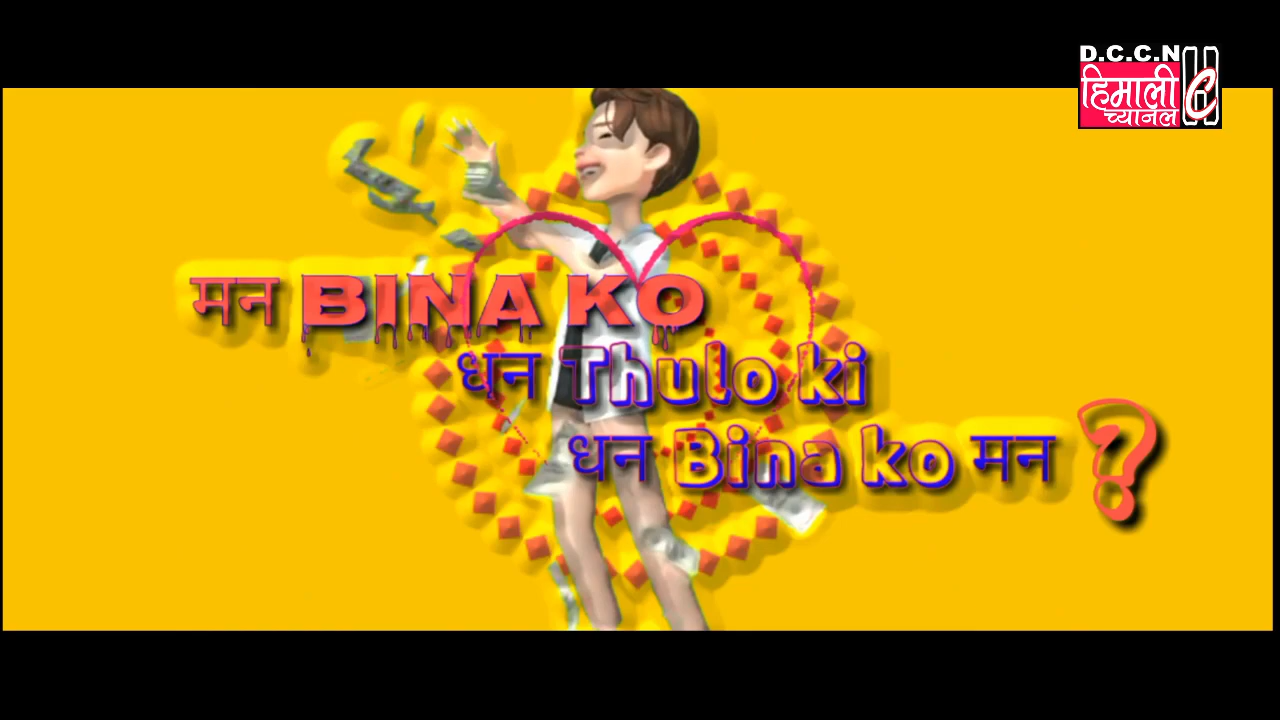 D.C.C.N
हिमाली
च्यानल
मन BINA KO
धन Thulo ki
धन Bina ko मन ?